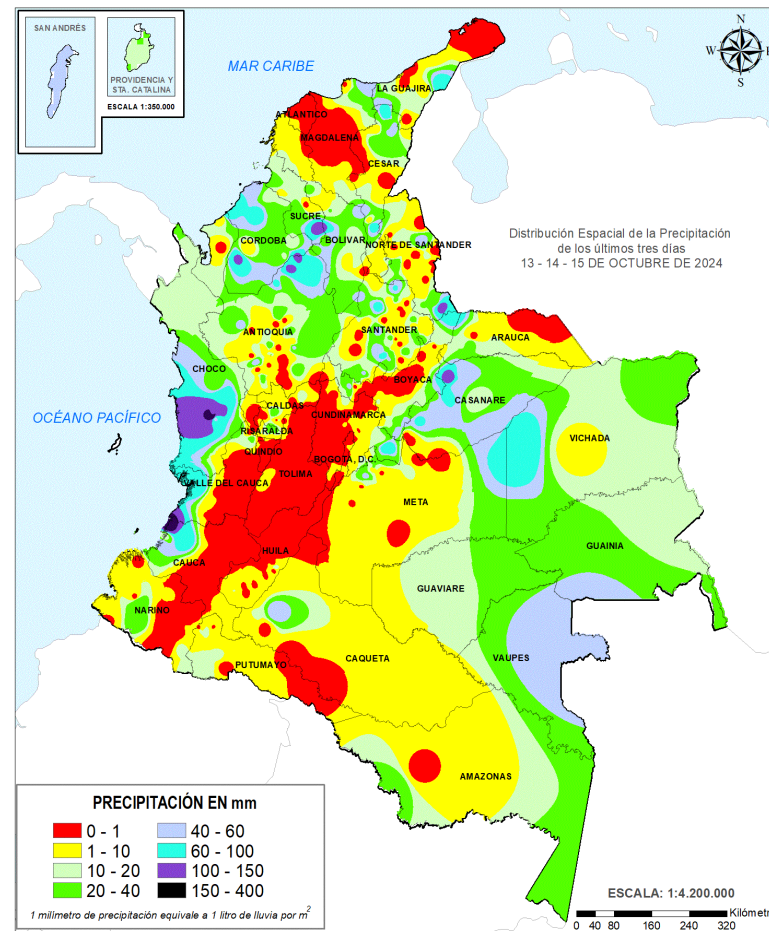 SAN ANDRÉS
PROVIDENCIA Y
STA. CATALINA
ESCALA 1:350.000
MAR CARIBE
N
W
E
S
LA GUAJIRA
ATLANTICO
MAGDALENA
CESAR
SUCRE
CORDOBA
BOLIVAR
NORTE DE SANTANDER
Distribución Espacial de la Precipitación
de los últimos tres días
13 - 14 - 15 DE OCTUBRE DE 2024
ANTIOQUIA
SANTANDER
ARAUCA
CHOCO
BOYACA
CASANARE
OCÉANO PACÍFICO
CALDAS
CUNDINAMARCA
RISARALDA
VICHADA
QUINDIO
BOGOTA, D.C.
TOLIMA
VALLE DEL CAUCA
META
HUILA
GUAINIA
CAUCA
GUAVIARE
NARIÑO
CAQUETA
VAUPES
PUTUMAYO
AMAZONAS
PRECIPITACIÓN EN mm
0 - 1
1 - 10
10 - 20
20 - 40
40 - 60
60 - 100
100 - 150
150 - 400
1 milimetro de precipitación equivale a 1 litro de lluvia por m²
ESCALA: 1:4.200.000
0 40 80 160 240 320